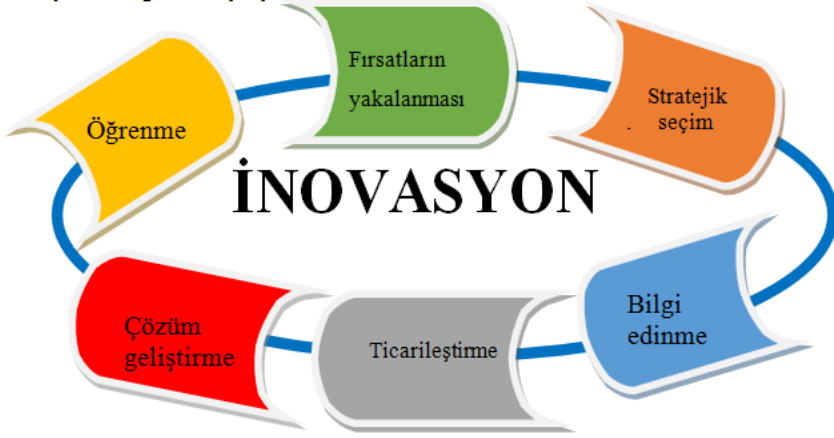 Öğrenme
Fırsatların
yakalanması
Stratejik
. seçim
İNOVASYON
Bilgi
edinme
Ticarileştirme
Çözüm
geliştirme